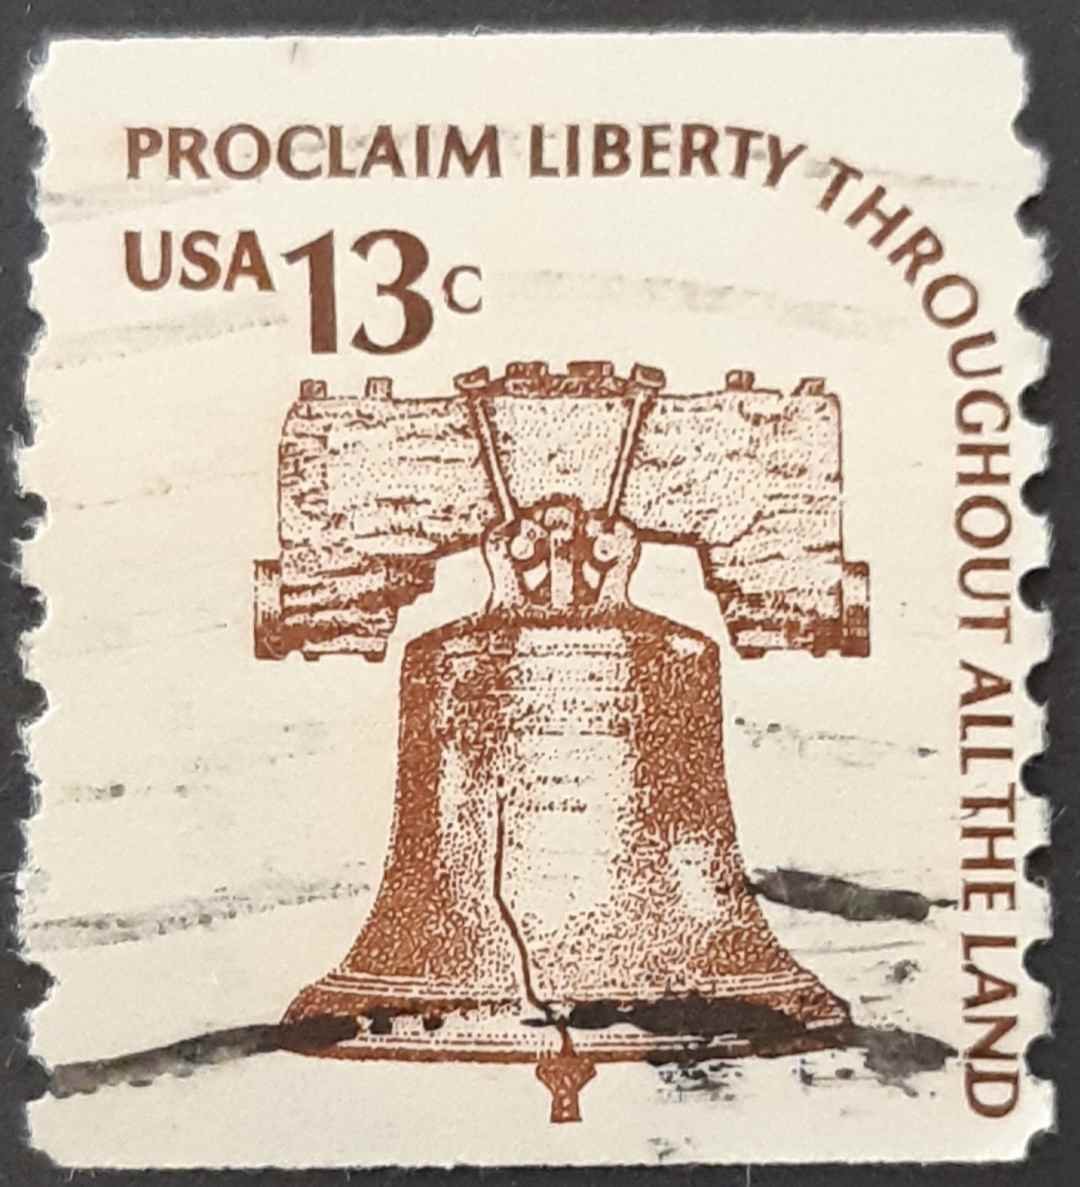 PROCLAIM LIBERTY THROUGHOUT ALL THE LAND
USA 13c